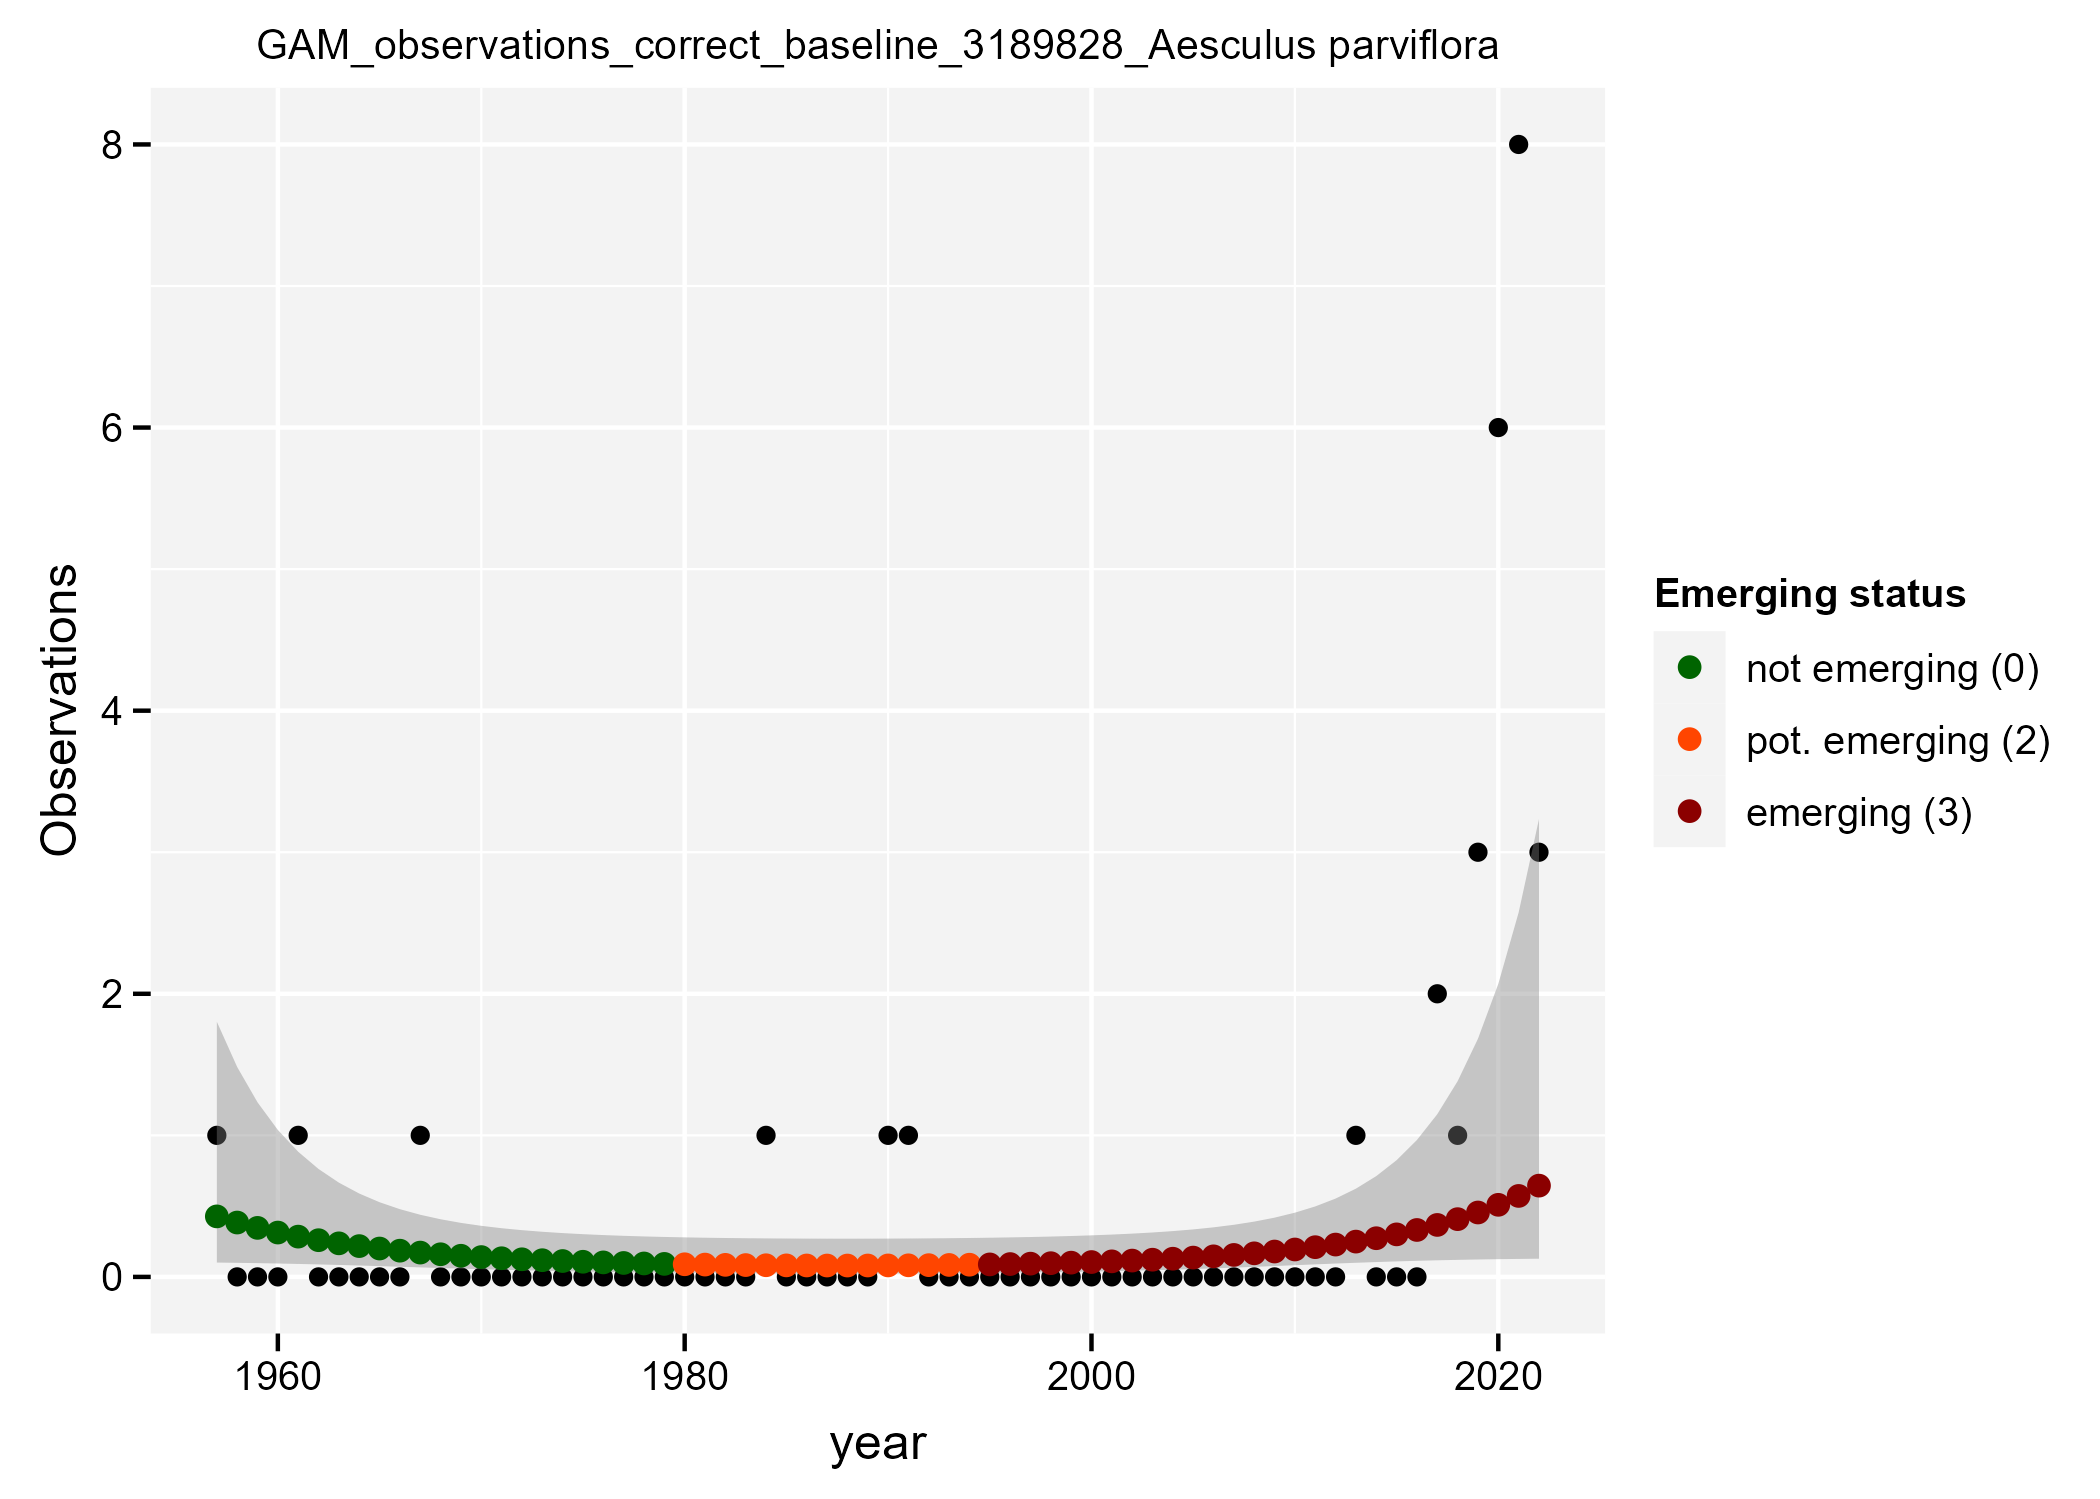 GAM_observations_correct_baseline_3189828_Aesculus parviflora
8
6
4
2
0
Observations
1960 1980 2000 2020
year
Emerging status
not emerging (0)
pot. emerging (2)
emerging (3)